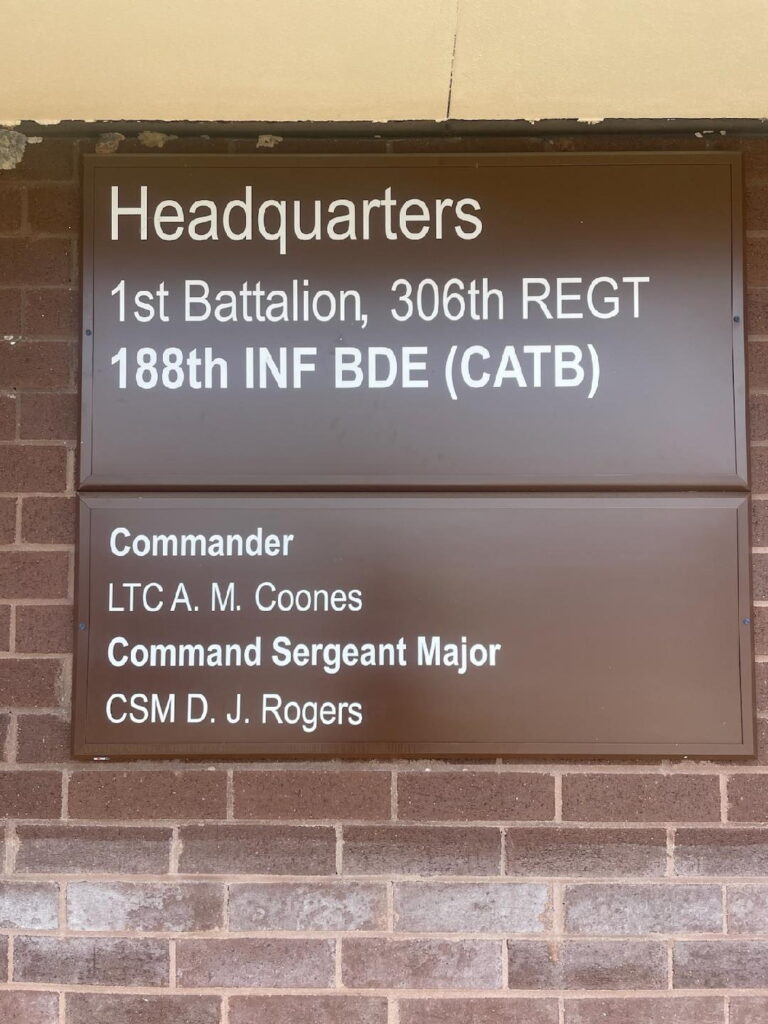 Headquarters
1st Battalion, 306th REGT
188th INF BDE (CATB)
Commander
LTC A. M. Coones
Command Sergeant Major
CSM D. J. Rogers